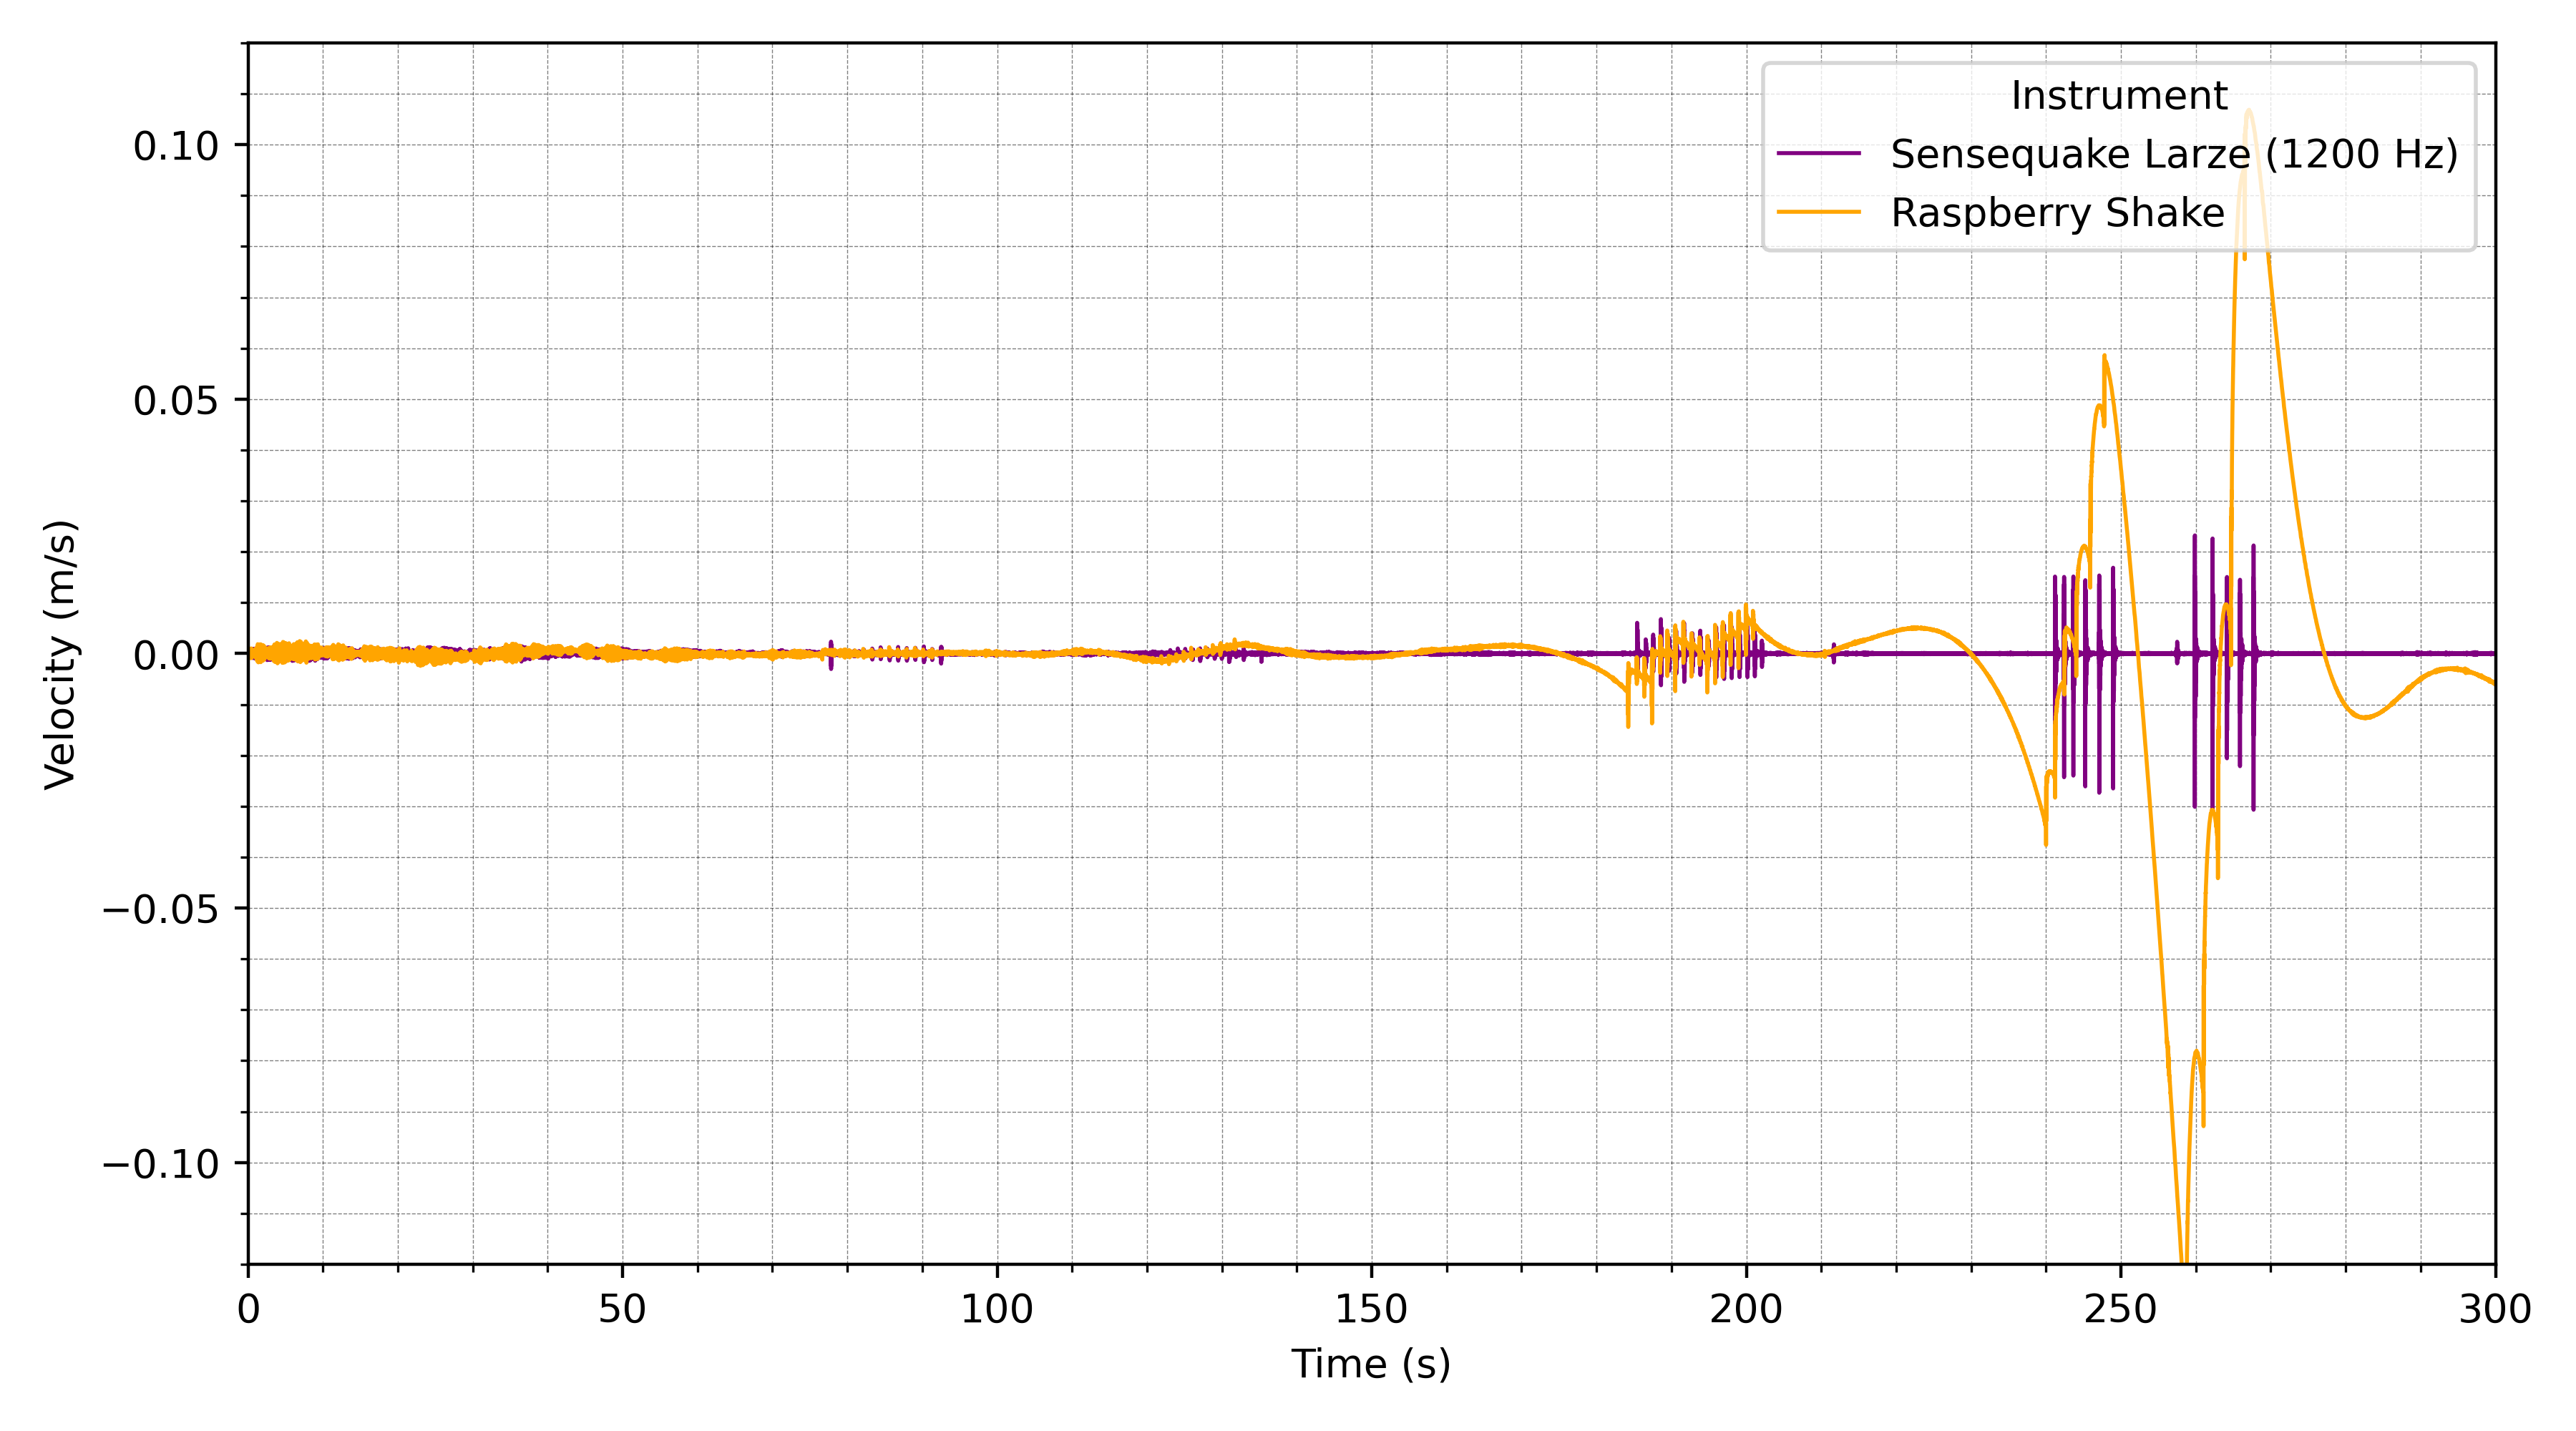 Instrument
Sensequake Larze (1200 Hz)
Raspberry Shake
0.10
0.05
0.00
−0.05
−0.10
Velocity (m/s)
0 50 100 150 200 250 300
Time (s)